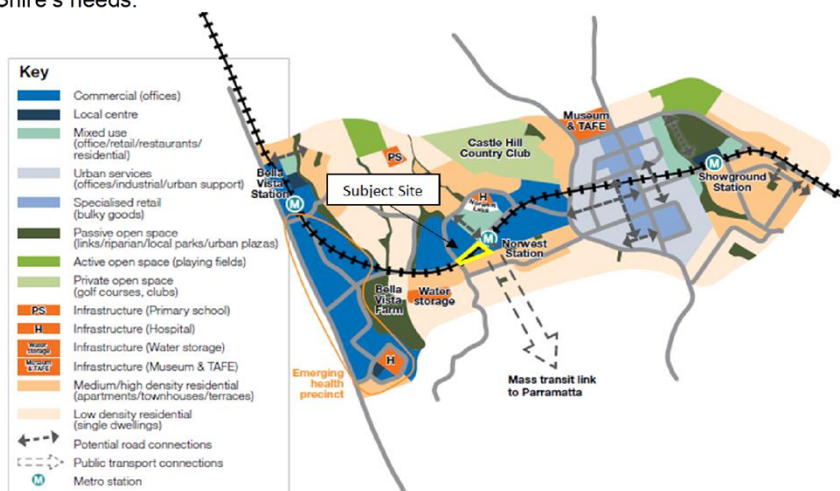 Shire's needs.
Key
Commercial (offices)
Local centre
Mixed use
(office/retail/restaurants/
residential)
Urban services
(offices/industrial/urban support)
Specialised retail
(bulky goods)
Passive open space
(links/riparian/local parks/urban plazas)
Active open space (playing fields)
Private open space
(golf courses, clubs)
PS
Infrastructure (Primary school)
H
Infrastructure (Hospital)
Water
storage
Infrastructure (Water storage)
Museum
& TAFE
Infrastructure (Museum & TAFE)
Medium/high density residential
(apartments/townhouses/terraces)
Low density residential
(single dwellings)
Potential road connections
Public transport connections
M
Metro station
Bella
Vista
Station
M
PS
Subject Site
Castle Hill
Country Club
H
Norwest
Lake
M
Norwest
Station
Museum
& TAFE
M
Showground
Station
Bella
Vista
Farm
Water
storage
H
Emerging
health
precinct
Mass transit link
to Parramatta